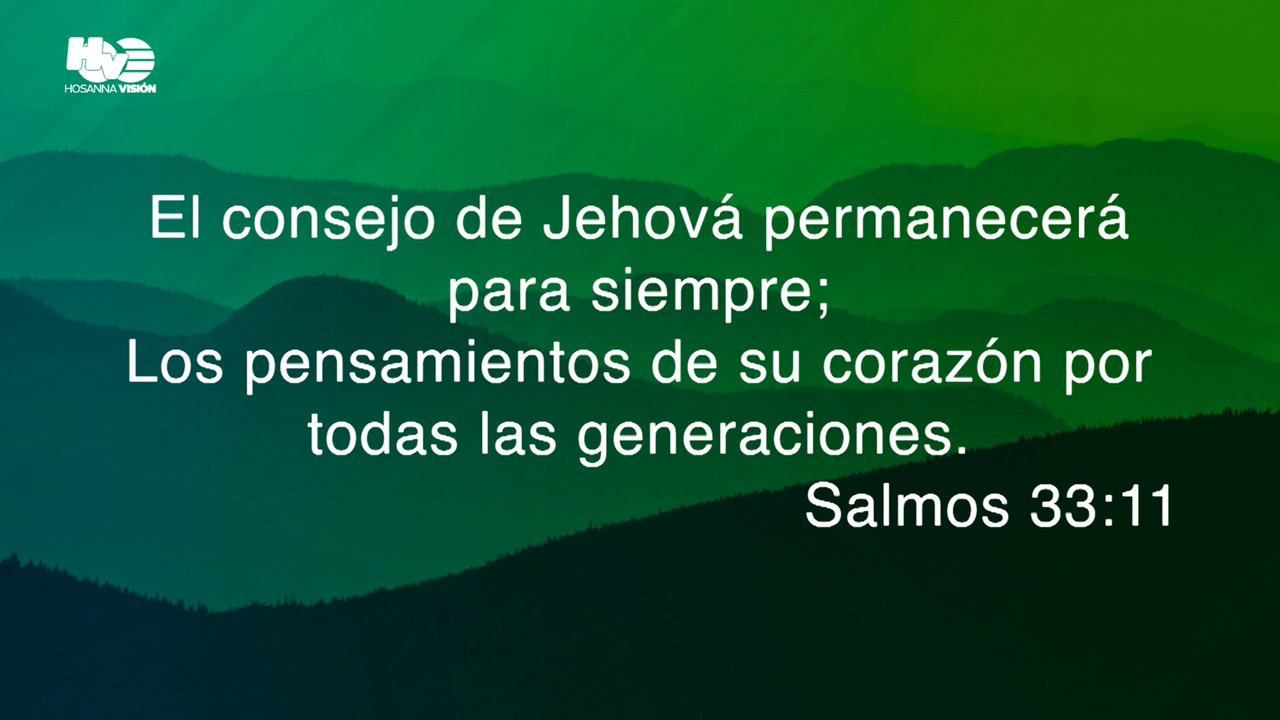 HVE
HOSANNA VISIÓN
El consejo de Jehová permanecerá
para siempre;
Los pensamientos de su corazón por
todas las generaciones.
Salmos 33:11